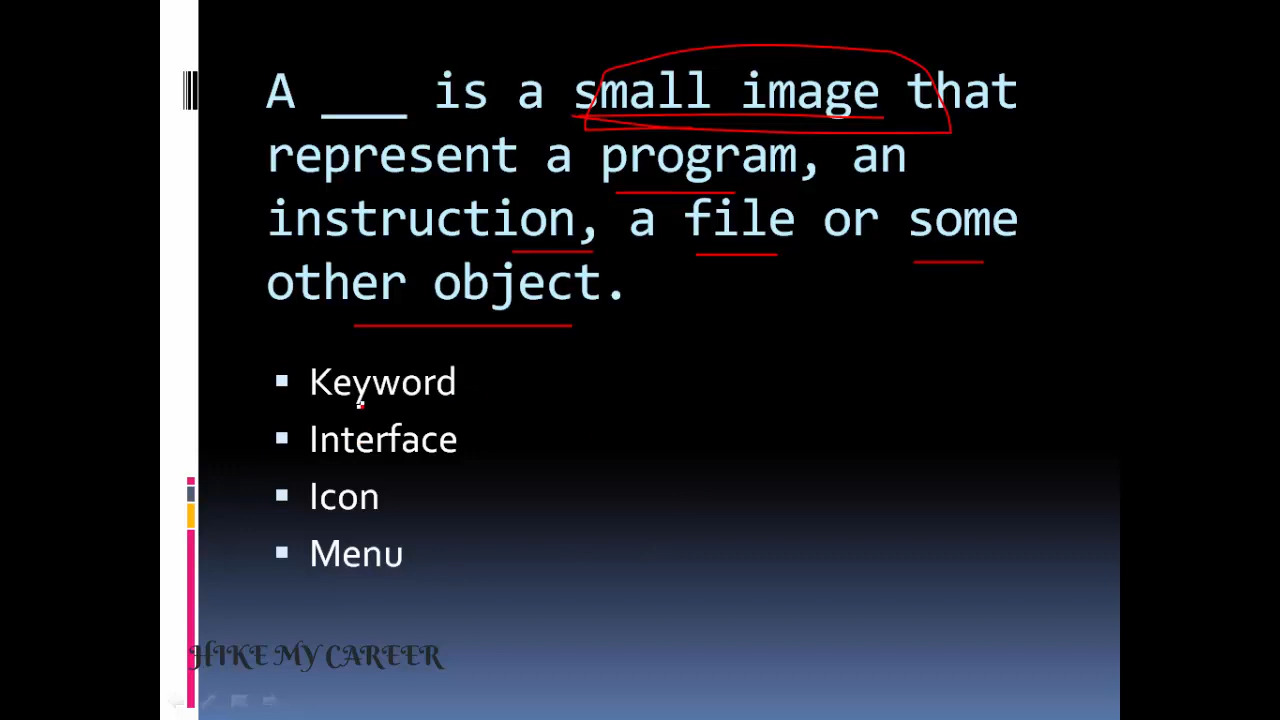 A ___ is a small image that
represent a program, an
instruction, a file or some
other object.
Keyword
Interface
Icon
Menu
HIKE MY CAREER